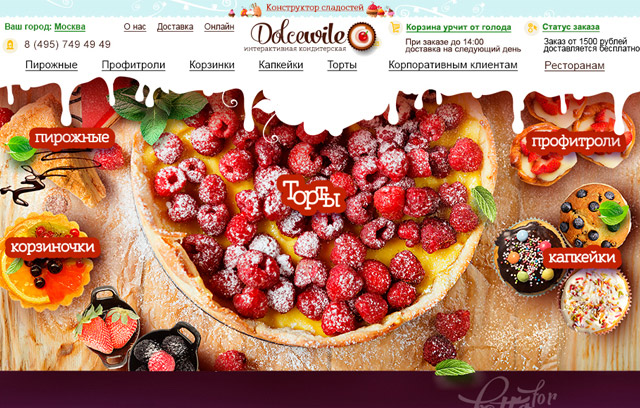 Конструктор сладостей
Ваш город: Москва
О нас Доставка Онлайн
8 (495) 749 49 49
Dolcewite
интерактивная кондитерская
Корзина урчит от голода
При заказе до 14:00
доставка на следующий день
Статус заказа
Заказ от 1500 рублей
доставляется бесплатно
Пирожные Профитроли Корзинки Капкейки Торты Корпоративным клиентам Ресторанам
пирожные
профитроли
Торты
корзиночки
капкейки